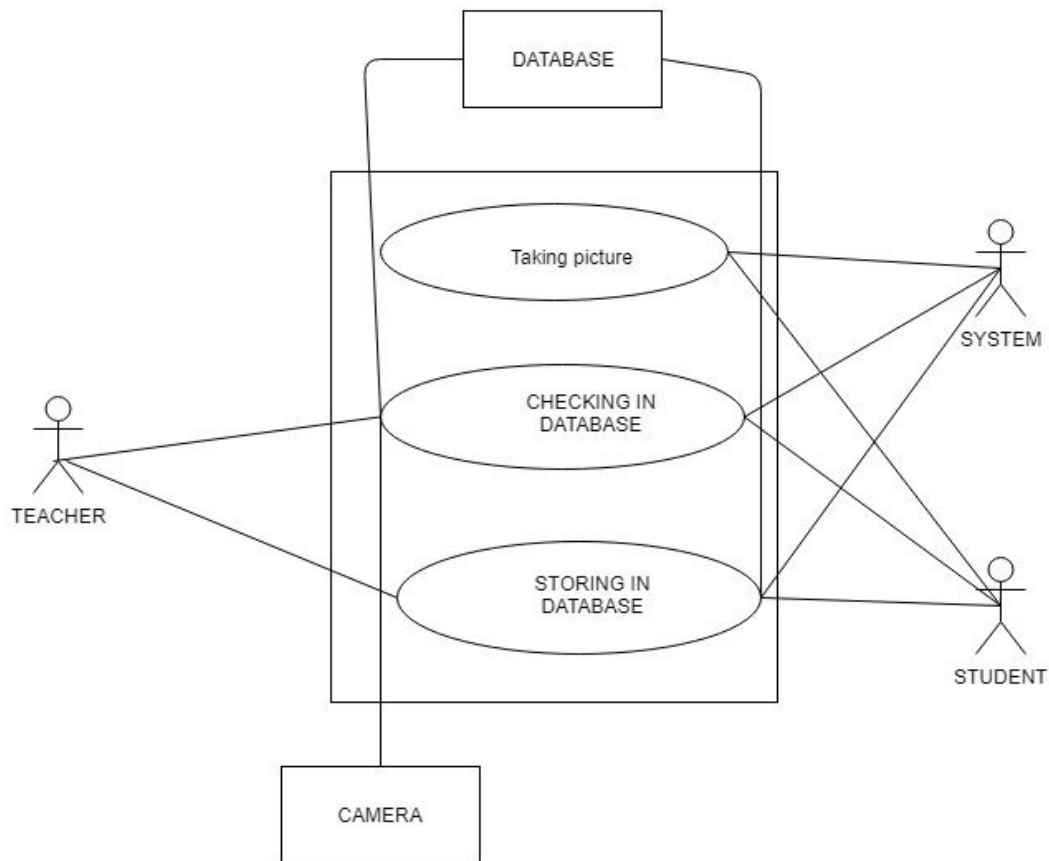 DATABASE
Taking picture
SYSTEM
CHECKING IN
DATABASE
TEACHER
STORING IN
DATABASE
STUDENT
CAMERA